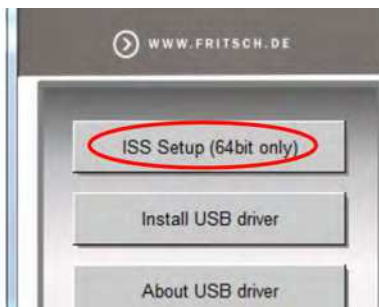 WWW.FRITSCH.DE
ISS Setup (64bit only)
Install USB driver
About USB driver